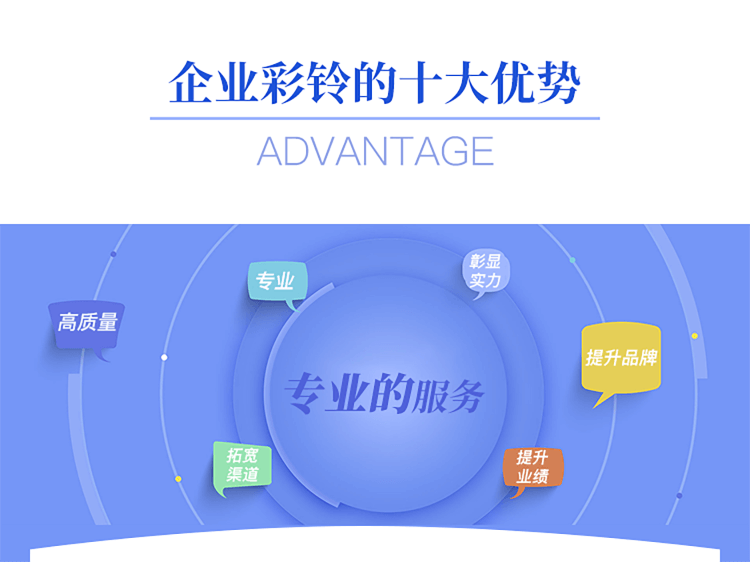 企业彩铃的十大优势
ADVANTAGE
彰显
实力
专业
高质量
提升品牌
专业的服务
拓宽
渠道
提升
业绩